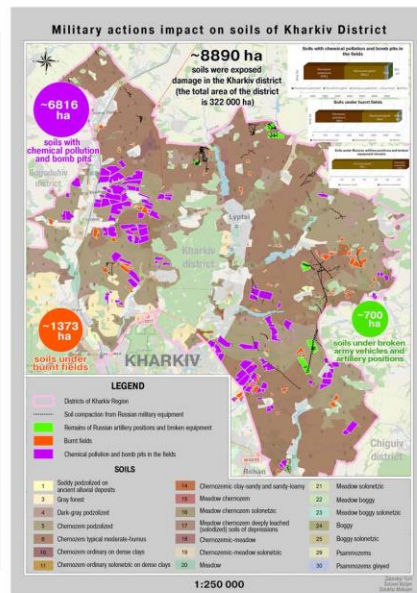 Military actions impact on soils of Kharkiv District
~8890 ha
soils were exposed
damage in the district
(the total area of the district
is 322 000 ha)
Soils with chemical pollution and bomb pits in
the fields
Soils under burnt fields
~6816
ha
soils with
chemical pollution
and bomb pits
district
Lyptsi
Kharkiv
district
~1373
ha
soils under
burnt fields
KHARKIV
~700
ha
soils under broken
army vehicles and
artillery positions
Chiguiv
district
Rohan
LEGEND
Districts of Kharkiv Region
Soil compaction from Russian military equipment
Remains of Russian artillery positions and broken equipment
Burnt fields
Chemical pollution and bomb pits in the fields
SOILS
1 Soddy podzolized on
ancient alluvial deposits
3 Gray forest
4 Dark-gray podzolized
5 Chernozem podzolized
6 Chernozem typical moderate-humus
10 Chernozem ordinary on dense clays
11 Chernozem ordinary solonetzic on dense clays
14 Chernozemic clay-sandy and sandy-loamy
15 Meadow chernozem
16 Meadow chernozem solonetzic
17 Meadow chernozem deeply leached
(solodized) soils of depressions
18 Chernozemic-meadow
19 Chernozemic-meadow solonetzic
20 Meadow
21 Meadow solonetzic
22 Meadow boggy
23 Meadow boggy solonetzic
24 Boggy
25 Boggy solonetzic
29 Psammozems
30 Psammozems gleyed
1:250 000